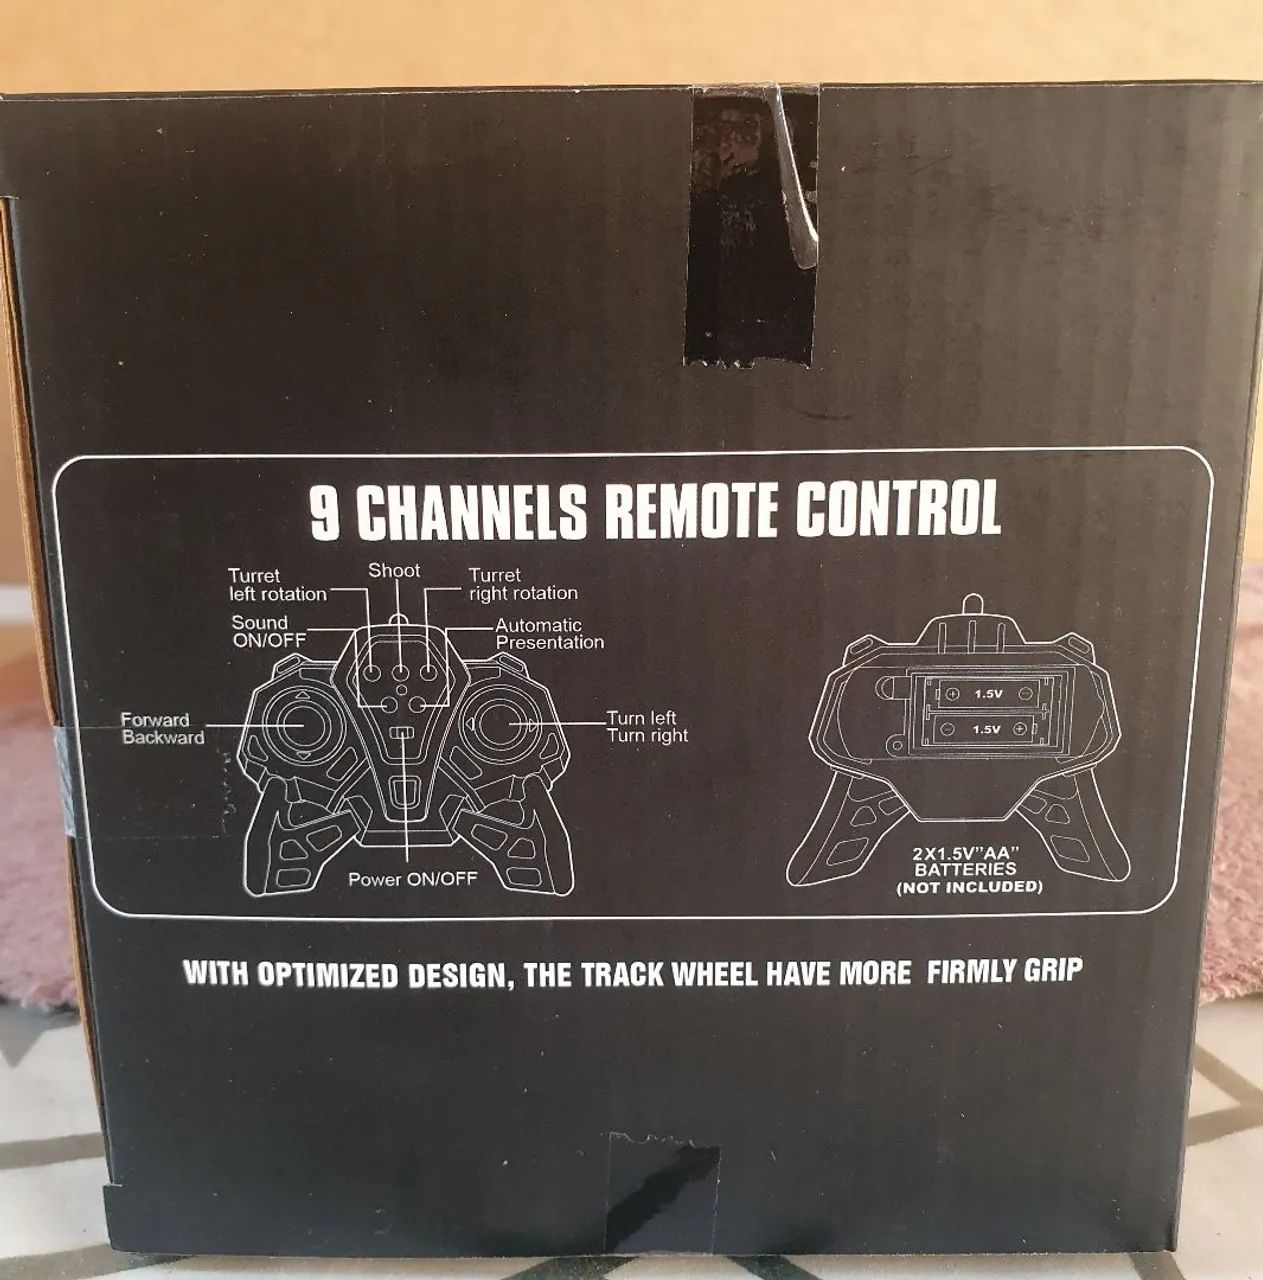 9 CHANNELS REMOTE CONTROL
Turret
left rotation
Shoot
Turret
right rotation
Sound
ON/OFF
Automatic
Presentation
Forward
Backward
Turn left
Turn right
Power ON/OFF
+ 1.5V -
- 1.5V +
2X1.5V"AA"
BATTERIES
(NOT INCLUDED)
WITH OPTIMIZED DESIGN, THE TRACK WHEEL HAVE MORE FIRMLY GRIP